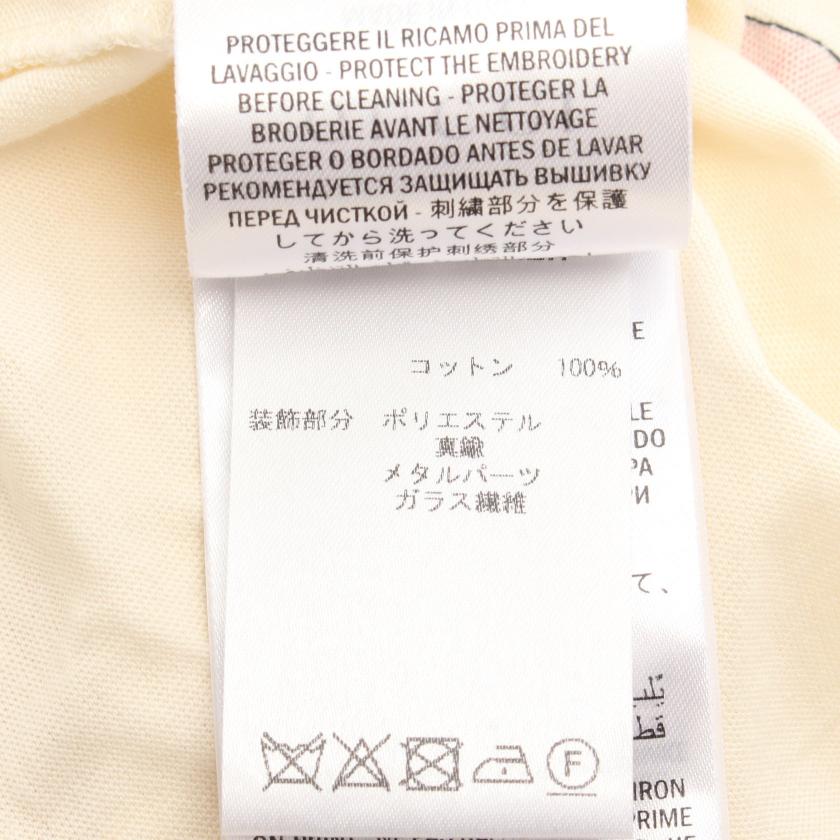 PROTEGGERE IL RICAMO PRIMA DEL
LAVAGGIO - PROTECT THE EMBROIDERY
BEFORE CLEANING - PROTEGER LA
BRODERIE AVANT LE NETTOYAGE
PROTEGER O BORDADO ANTES DE LAVAR
РЕКОМЕНДУЕТСЯ ЗАЩИЩАТЬ ВЫШИВКУ
ПЕРЕД ЧИСТКОЙ - 刺繍部分を保護
してから洗ってください
清洗前保护刺绣部分
コットン 100%
装飾部分 ポリエステル
真鍮
メタルパーツ
ガラス繊維
F
E
LE
DO
РА
И
て、
IRON
PRIME